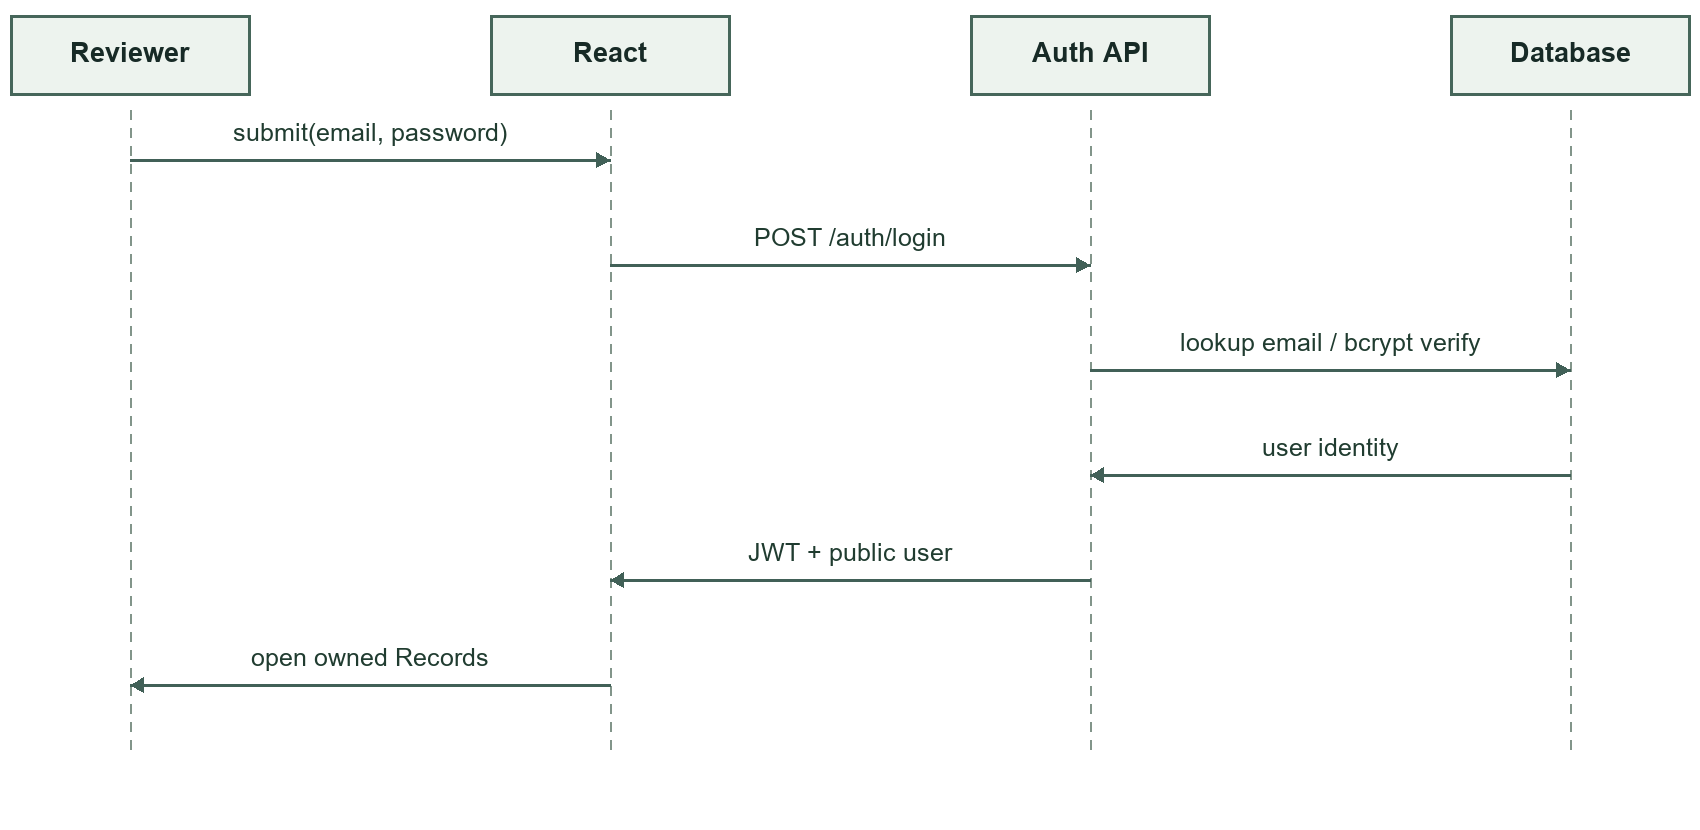 Reviewer
React
Auth API
Database
submit(email, password)
POST /auth/login
lookup email / bcrypt verify
user identity
JWT + public user
open owned Records